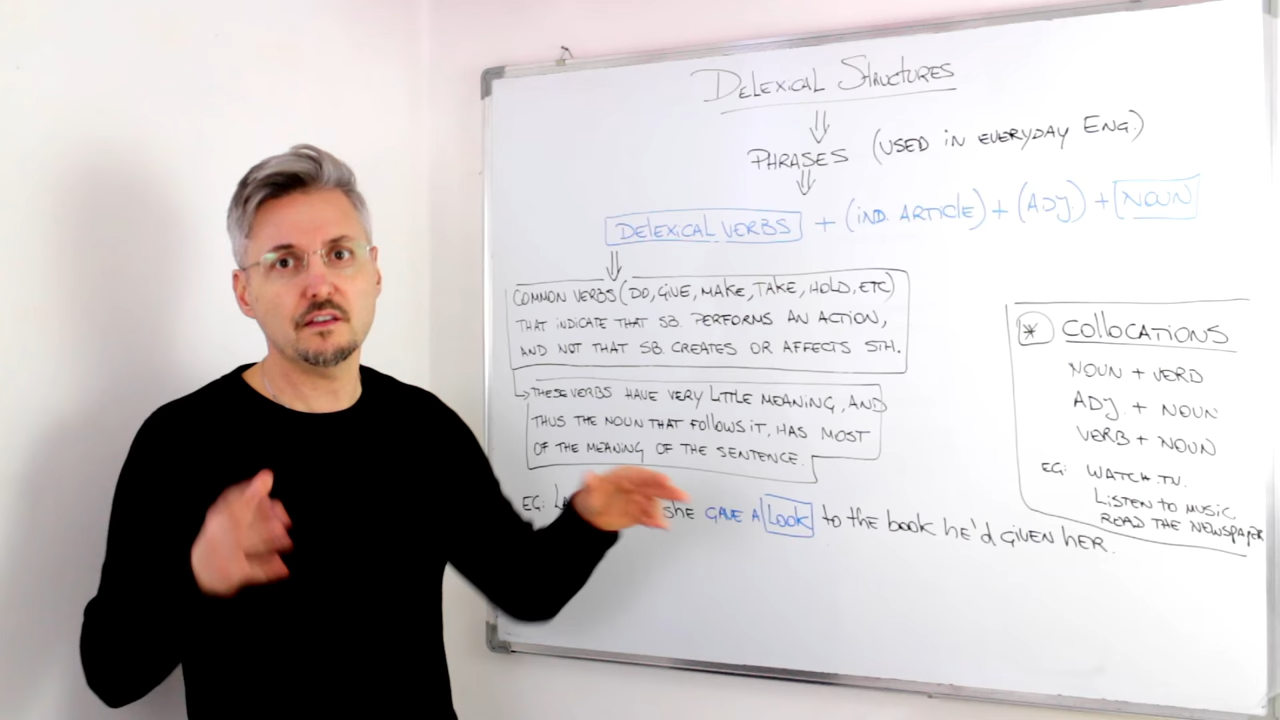 DELEXICAL STRUCTURES
PHRASES (USED IN EVERYDAY ENG.)
DELEXICAL VERBS + (IND. ARTICLE) + (ADJ.) + NOUN
COMMON VERBS (DO, GIVE, MAKE, TAKE, HOLD, ETC)
THAT INDICATE THAT SB. PERFORMS AN ACTION,
AND NOT THAT SB. CREATES OR AFFECTS STH.
THESE VERBS HAVE VERY LITTLE MEANING, AND
THUS THE NOUN THAT FOLLOWS IT, HAS MOST
OF THE MEANING OF THE SENTENCE.
EG: she GAVE A LOOK to the book he'd GIVEN HER.
* COLLOCATIONS
NOUN + VERB
ADJ. + NOUN
VERB + NOUN
EG: WATCH TV.
LISTEN TO MUSIC
READ THE NEWSPAPER